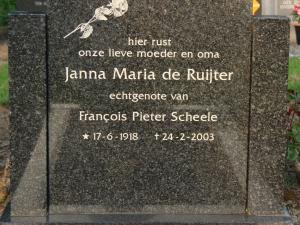 hier rust
onze lieve moeder en oma
Janna Maria de Ruijter
echtgenote van
François Pieter Scheele
★ 17-6-1918 † 24-2-2003